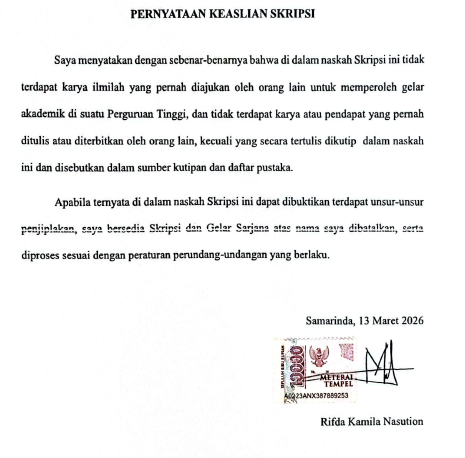 PERNYATAAN KEASLIAN SKRIPSI
Saya menyatakan dengan sebenar-benarnya bahwa di dalam naskah Skripsi ini tidak
terdapat karya ilmilah yang pernah diajukan oleh orang lain untuk memperoleh gelar
akademik di suatu Perguruan Tinggi, dan tidak terdapat karya atau pendapat yang pernah
ditulis atau diterbitkan oleh orang lain, kecuali yang secara tertulis dikutip dalam naskah
ini dan disebutkan dalam sumber kutipan dan daftar pustaka.
Apabila ternyata di dalam naskah Skripsi ini dapat dibuktikan terdapat unsur-unsur
penjiplakan, saya bersedia Skripsi dan Gelar Sarjana atas nama saya dibatalkan, serta
diproses sesuai dengan peraturan perundang-undangan yang berlaku.
Samarinda, 13 Maret 2026
10000
METERAI
TEMPEL
A0223ANX387889253
Rifda Kamila Nasution